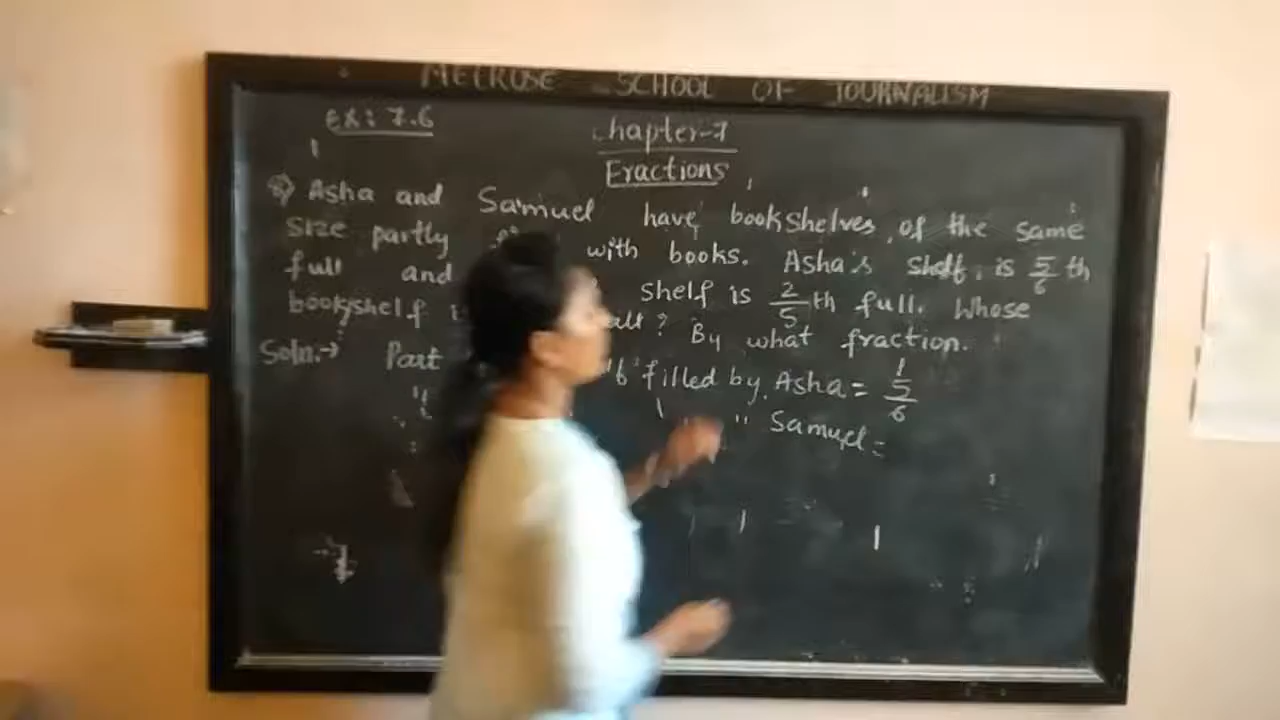 MELROSE SCHOOL OF JOURNALISM
ex: 7.6
Chapter-7
Fractions
Asha and Samuel have bookshelves of the same
size partly with books. Asha's shelf is 5/6 th
full and shelf is 2/5 th full. Whose
bookshelf ? By what fraction.
Soln.→ Part filled by Asha = 5/6
" Samuel =